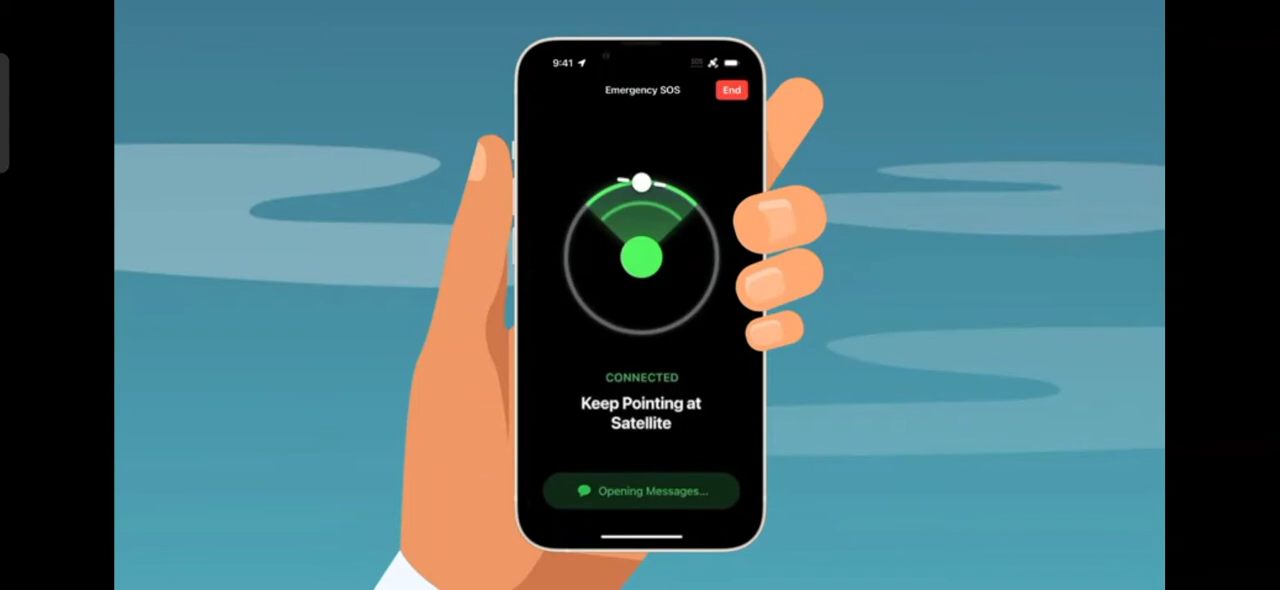 9:41
SOS
Emergency SOS
End
CONNECTED
Keep Pointing at
Satellite
Opening Messages...